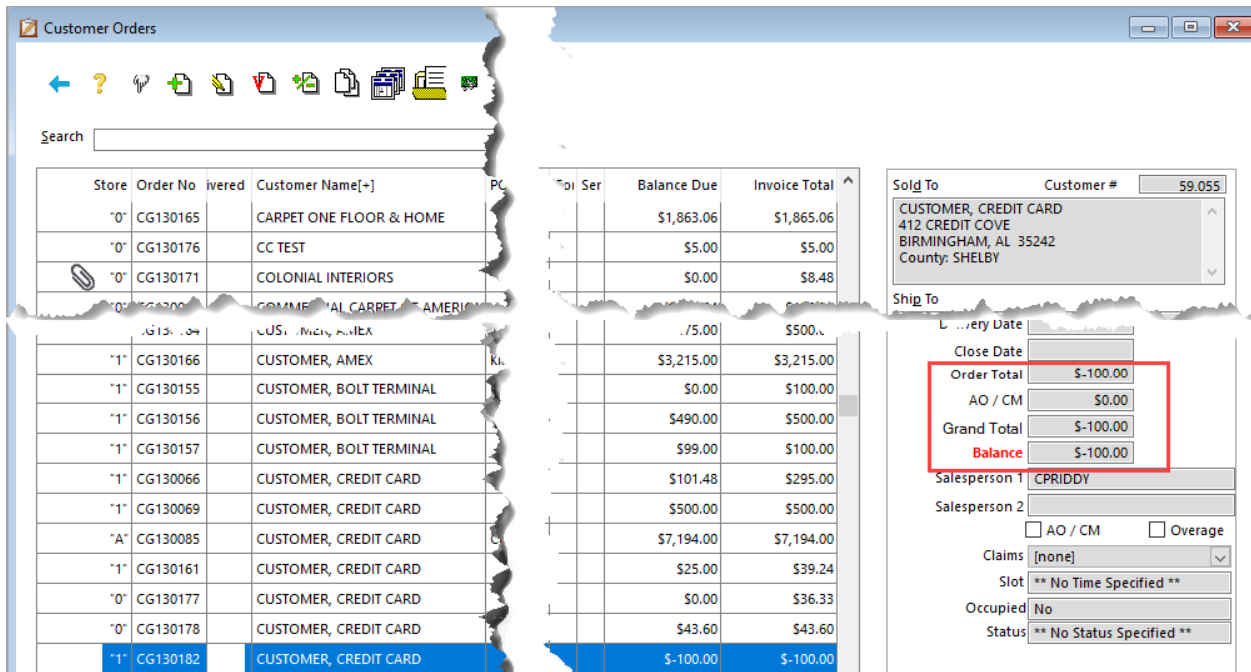 Customer Orders
Search
Store Order No ivered Customer Name[+] Ser Balance Due Invoice Total
"0" CG130165 CARPET ONE FLOOR & HOME $1,863.06 $1,865.06
"0" CG130176 CC TEST $5.00 $5.00
"0" CG130171 COLONIAL INTERIORS $0.00 $8.48
CUSTOMER, AMEX
"1" CG130166 CUSTOMER, AMEX $3,215.00 $3,215.00
"1" CG130155 CUSTOMER, BOLT TERMINAL $0.00 $100.00
"1" CG130156 CUSTOMER, BOLT TERMINAL $490.00 $500.00
"1" CG130157 CUSTOMER, BOLT TERMINAL $99.00 $100.00
"1" CG130066 CUSTOMER, CREDIT CARD $101.48 $295.00
"1" CG130069 CUSTOMER, CREDIT CARD $500.00 $500.00
"A" CG130085 CUSTOMER, CREDIT CARD $7,194.00 $7,194.00
"1" CG130161 CUSTOMER, CREDIT CARD $25.00 $39.24
"0" CG130177 CUSTOMER, CREDIT CARD $0.00 $36.33
"0" CG130178 CUSTOMER, CREDIT CARD $43.60 $43.60
"1" CG130182 CUSTOMER, CREDIT CARD $-100.00 $-100.00
Sold To Customer # 59.055
CUSTOMER, CREDIT CARD
412 CREDIT COVE
BIRMINGHAM, AL 35242
County: SHELBY
Ship To
Delivery Date
Close Date
Order Total $-100.00
AO / CM $0.00
Grand Total $-100.00
Balance $-100.00
Salesperson 1 CPRIDDY
Salesperson 2
AO / CM Overage
Claims [none]
Slot ** No Time Specified **
Occupied No
Status ** No Status Specified **